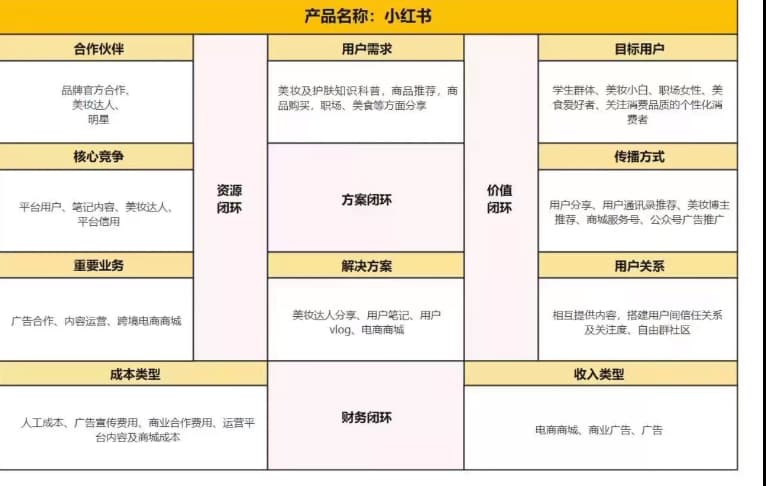 产品名称：小红书
合作伙伴
品牌官方合作、
美妆达人、
明星
用户需求
美妆及护肤知识科普，商品推荐，商
品购买，职场、美食等方面分享
目标用户
学生群体、美妆小白、职场女性、美
食爱好者、关注消费品质的个性化消
费者
核心竞争
平台用户、笔记内容、美妆达人、
平台信用
资源
闭环
方案闭环
价值
闭环
传播方式
用户分享、用户通讯录推荐、美妆博主
推荐、商城服务号、公众号广告推广
重要业务
广告合作、内容运营、跨境电商商城
解决方案
美妆达人分享、用户笔记、用户
vlog、电商商城
用户关系
相互提供内容，搭建用户间信任关系
及关注度、自由群社区
成本类型
人工成本、广告宣传费用、商业合作费用、运营平
台内容及商城成本
财务闭环
收入类型
电商商城、商业广告、广告